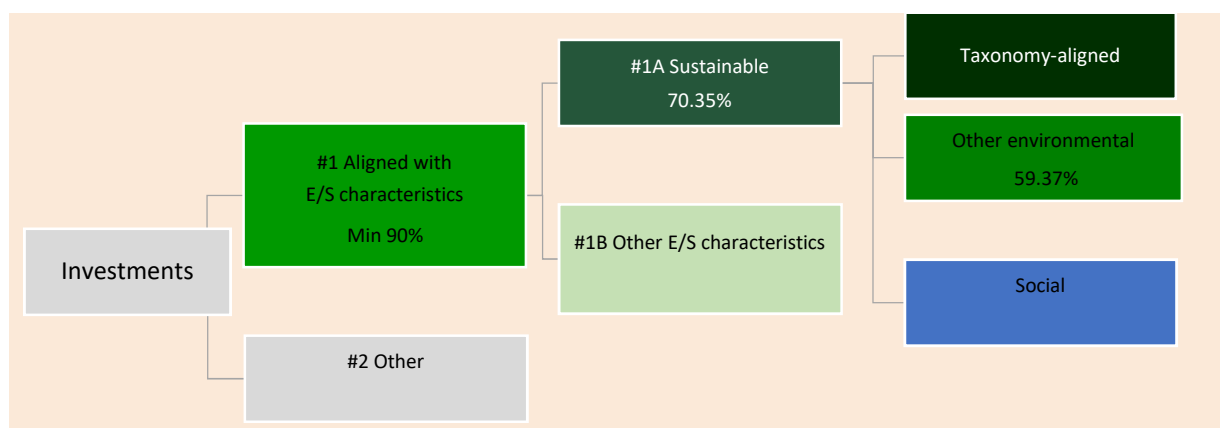 Investments
#1 Aligned with
E/S characteristics
Min 90%
#2 Other
#1A Sustainable
70.35%
#1B Other E/S characteristics
Taxonomy-aligned
Other environmental
59.37%
Social